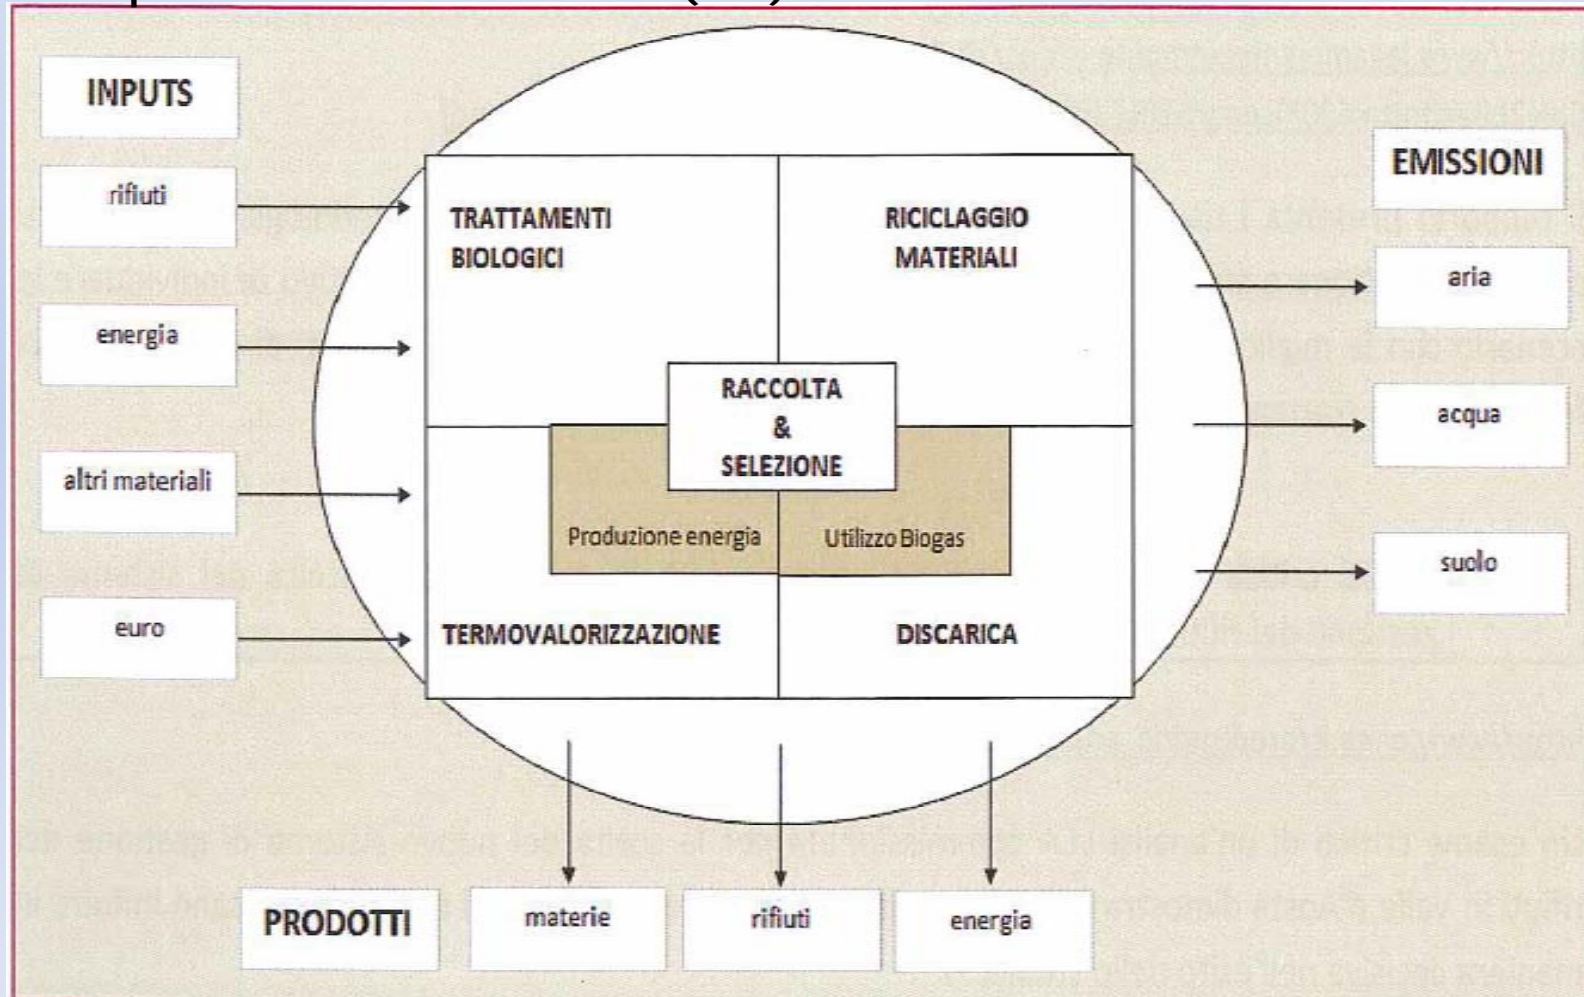 INPUTS
rifiuti
energia
altri materiali
euro
TRATTAMENTI
BIOLOGICI
RICICLAGGIO
MATERIALI
RACCOLTA
&
SELEZIONE
Produzione energia
Utilizzo Biogas
TERMOVALORIZZAZIONE
DISCARICA
EMISSIONI
aria
acqua
suolo
PRODOTTI
materie
rifiuti
energia